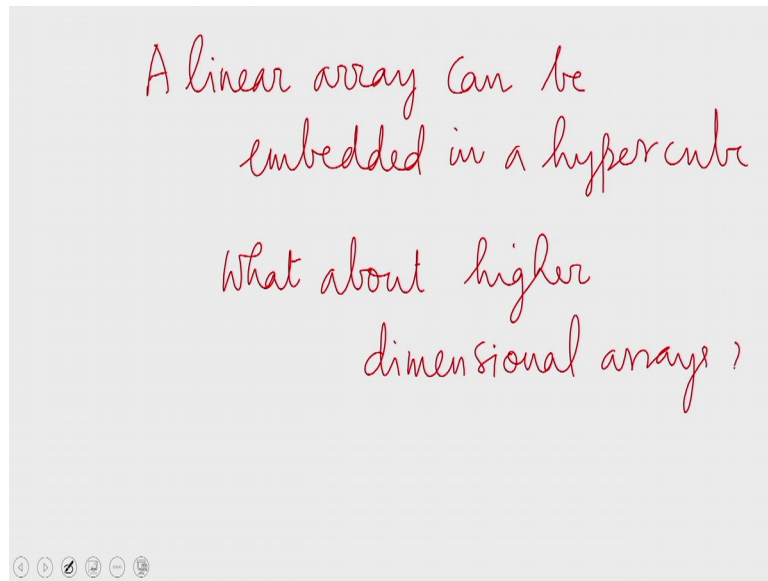 A linear array can be
embedded in a hypercube
What about higher
dimensional arrays ?